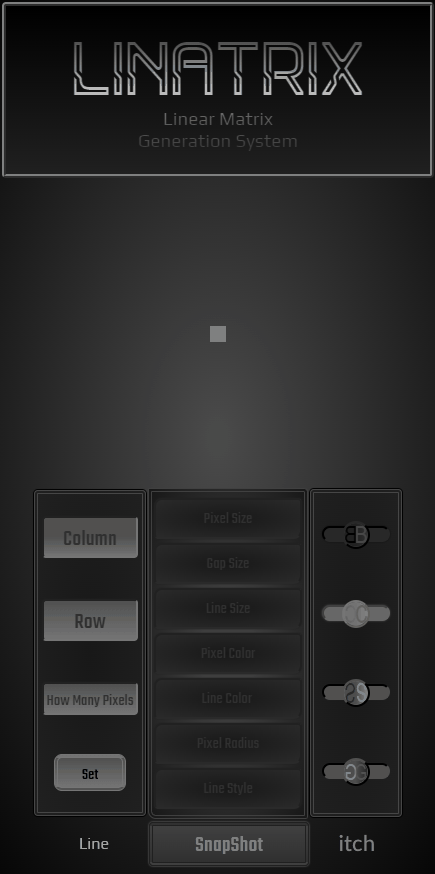 LINATRIX
Linear Matrix
Generation System
Column
Row
How Many Pixels
Set
Pixel Size
Gap Size
Line Size
Pixel Color
Line Color
Pixel Radius
Line Style
Line
SnapShot
itch